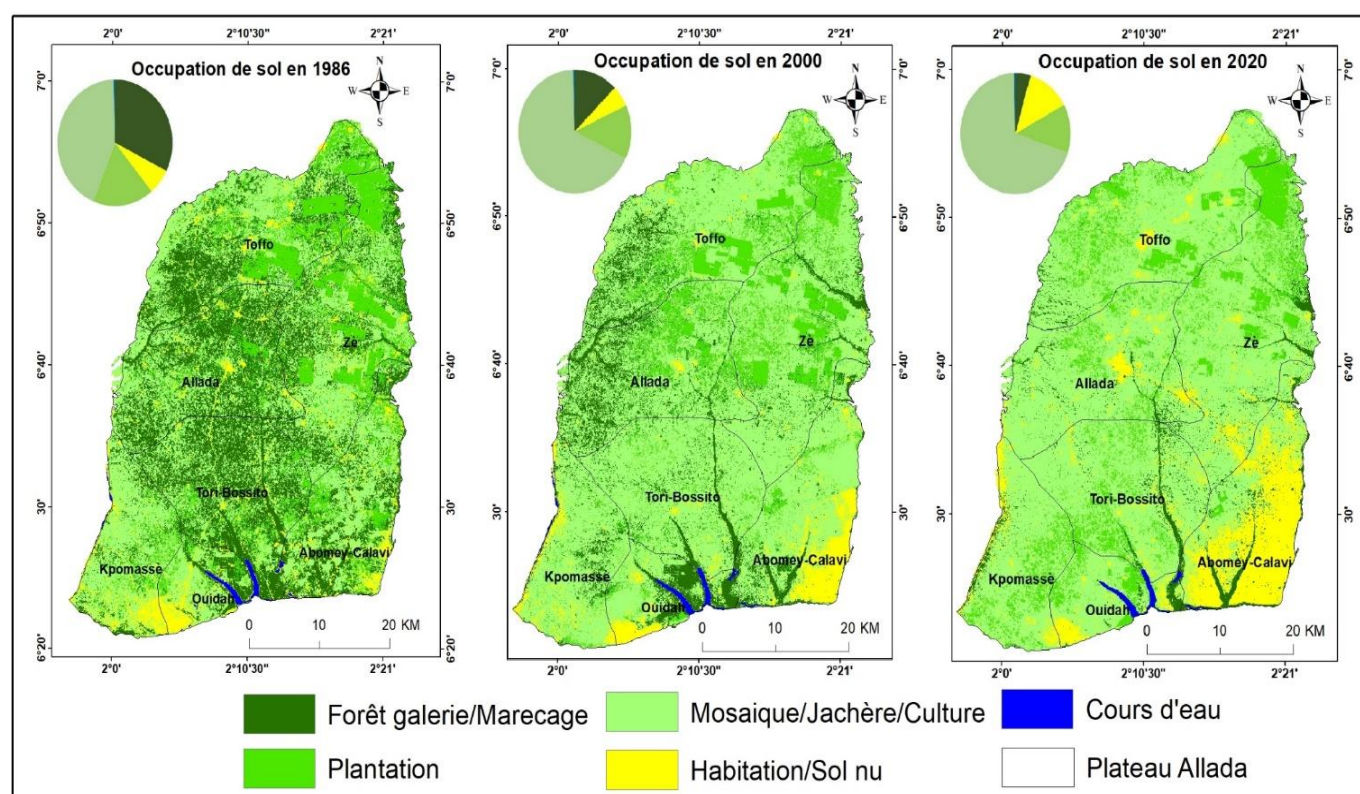 2°0'
2°10'30"
2°21'
Occupation de sol en 1986
N
W
E
S
7°0'
7°0'
6°50'
6°50'
6°40'
6°40'
30'
30'
6°20'
6°20'
Toffo
Zè
Allada
Tori-Bossito
Abomey-Calavi
Kpomasse
Ouidah
0 10 20 KM
2°0'
2°10'30"
2°21'
2°0'
2°10'30"
2°21'
Occupation de sol en 2000
N
W
E
S
7°0'
7°0'
6°50'
6°50'
6°40'
6°40'
30'
30'
Toffo
Zè
Allada
Tori-Bossito
Abomey-Calavi
Kpomasse
Ouidah
0 10 20 KM
2°0'
2°10'30"
2°21'
2°0'
2°10'30"
2°21'
Occupation de sol en 2020
N
W
E
S
7°0'
7°0'
6°50'
6°50'
6°40'
6°40'
30'
30'
Toffo
Zè
Allada
Tori-Bossito
Abomey-Calavi
Kpomasse
Ouidah
0 10 20 KM
2°0'
2°10'30"
2°21'
Forêt galerie/Marecage
Mosaique/Jachère/Culture
Cours d'eau
Plantation
Habitation/Sol nu
Plateau Allada